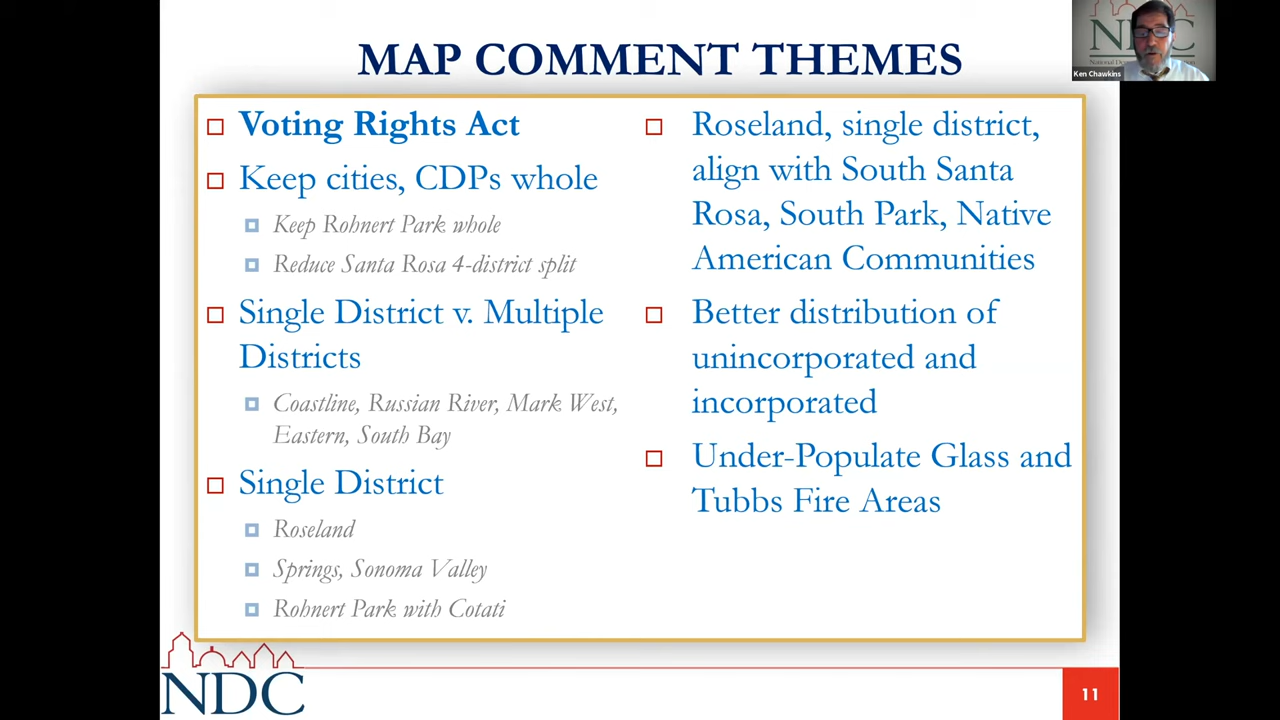 MAP COMMENT THEMES
Voting Rights Act
Keep cities, CDPs whole
Keep Rohnert Park whole
Reduce Santa Rosa 4-district split
Single District v. Multiple
Districts
Coastline, Russian River, Mark West,
Eastern, South Bay
Single District
Roseland
Springs, Sonoma Valley
Rohnert Park with Cotati
Roseland, single district,
align with South Santa
Rosa, South Park, Native
American Communities
Better distribution of
unincorporated and
incorporated
Under-Populate Glass and
Tubbs Fire Areas
NDC
11
NDC
Ken Chawkins